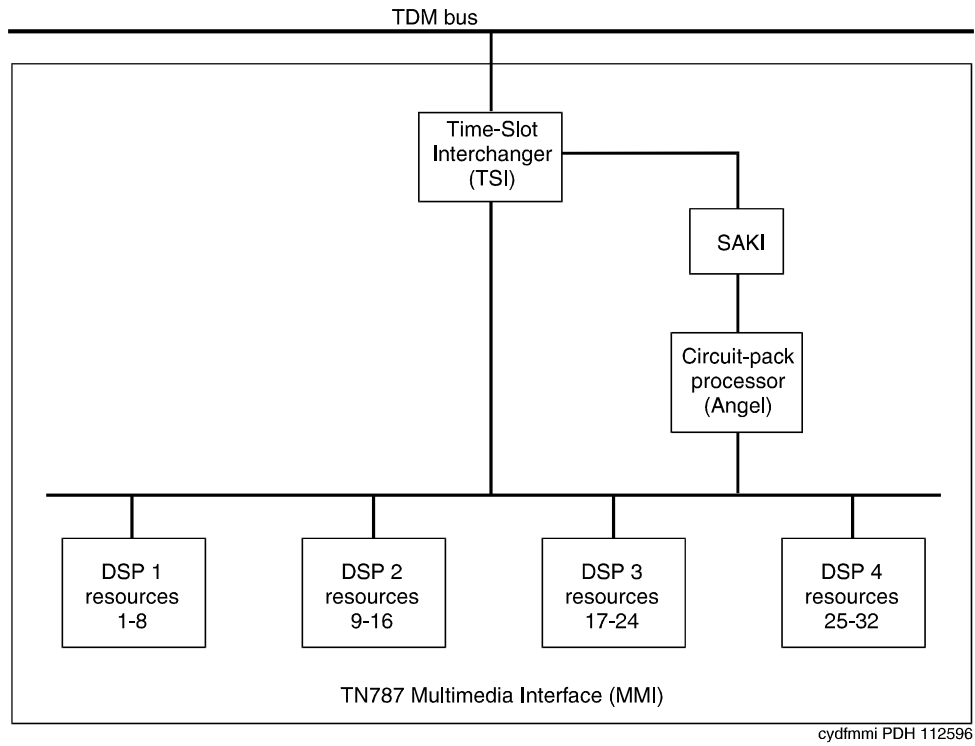 TDM bus
Time-Slot
Interchanger
(TSI)
SAKI
Circuit-pack
processor
(Angel)
DSP 1
resources
1-8
DSP 2
resources
9-16
DSP 3
resources
17-24
DSP 4
resources
25-32
TN787 Multimedia Interface (MMI)
cydfmmi PDH 112596